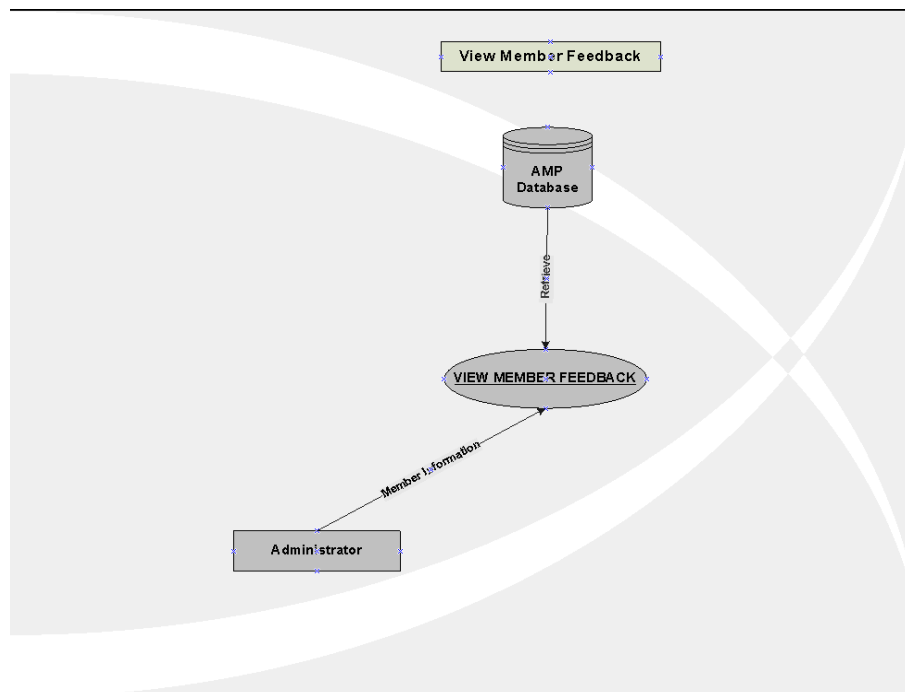 View Member Feedback
AMP
Database
Retrieve
VIEW MEMBER FEEDBACK
Member Information
Administrator